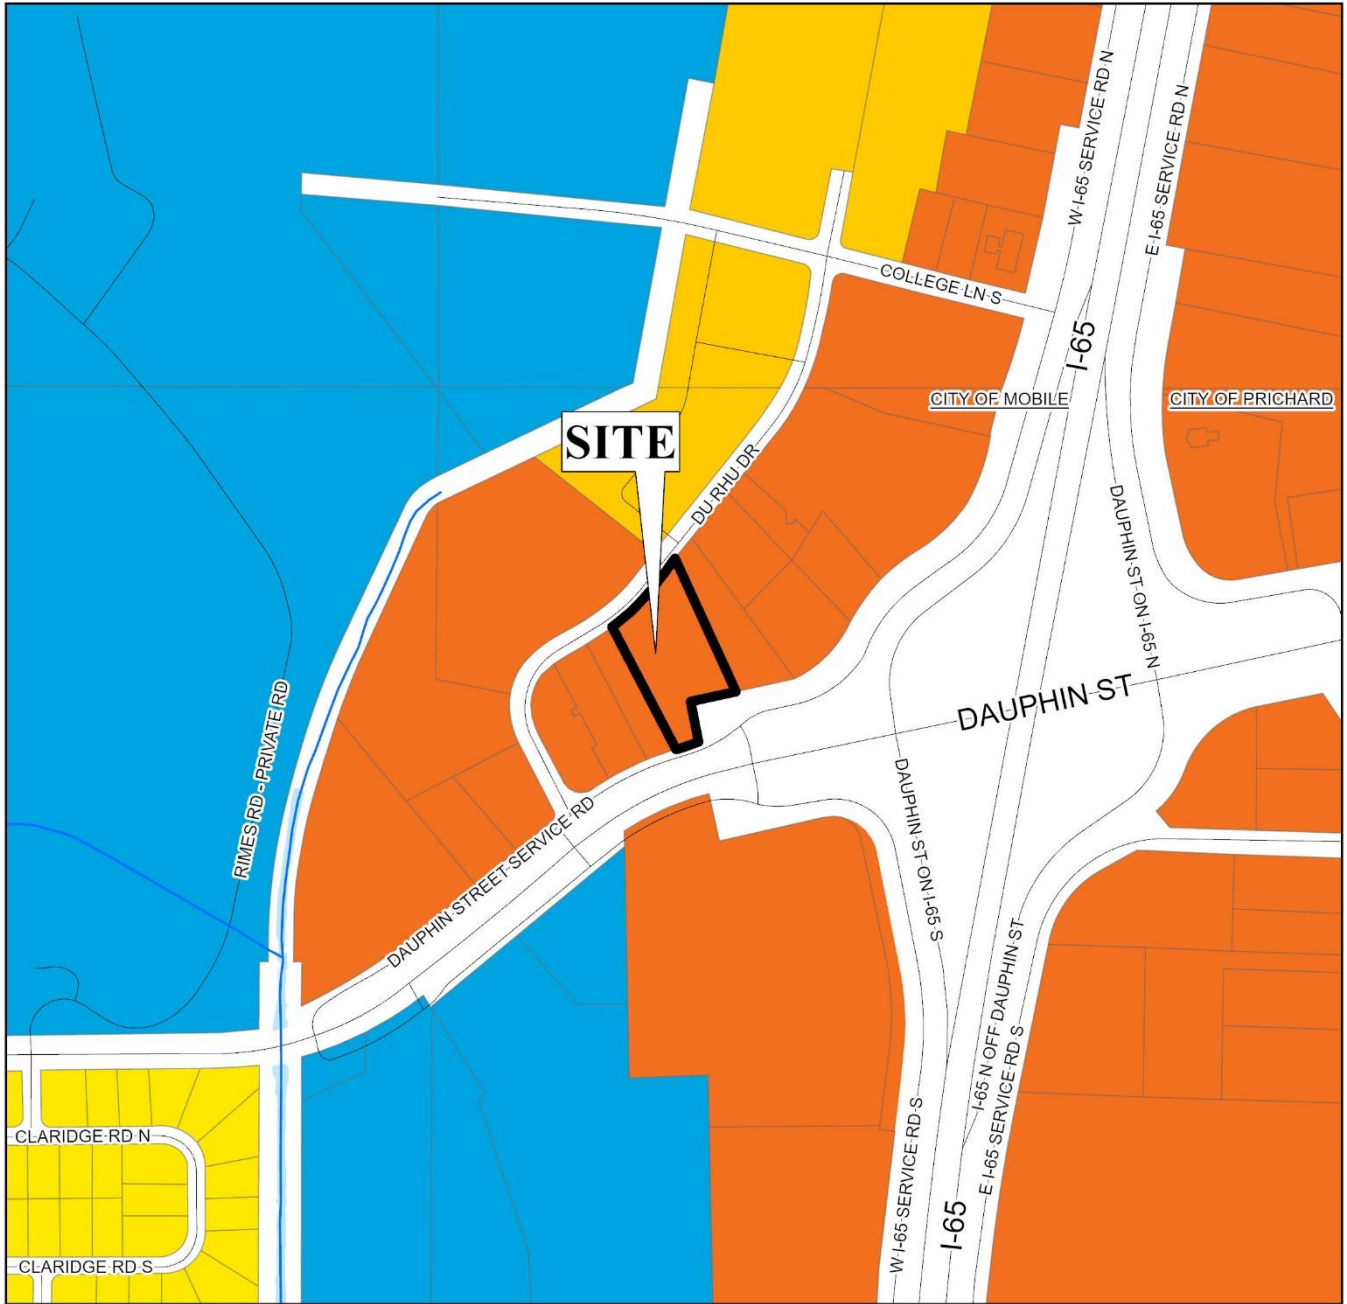 W-I-65-SERVICE-RD-N
E-I-65-SERVICE-RD-N
COLLEGE-LN-S
I-65
CITY OF MOBILE
CITY OF PRICHARD
SITE
DU-RHU-DR
DAUPHIN-ST-ON-I-65-N
DAUPHIN ST
RIMES-RD - PRIVATE RD
DAUPHIN-ST-ON-I-65-S
DAUPHIN-STREET-SERVICE-RD
I-65-N-OFF-DAUPHIN-ST
E-I-65-SERVICE-RD-S
W-I-65-SERVICE-RD-S
CLARIDGE-RD-N
I-65
CLARIDGE-RD-S